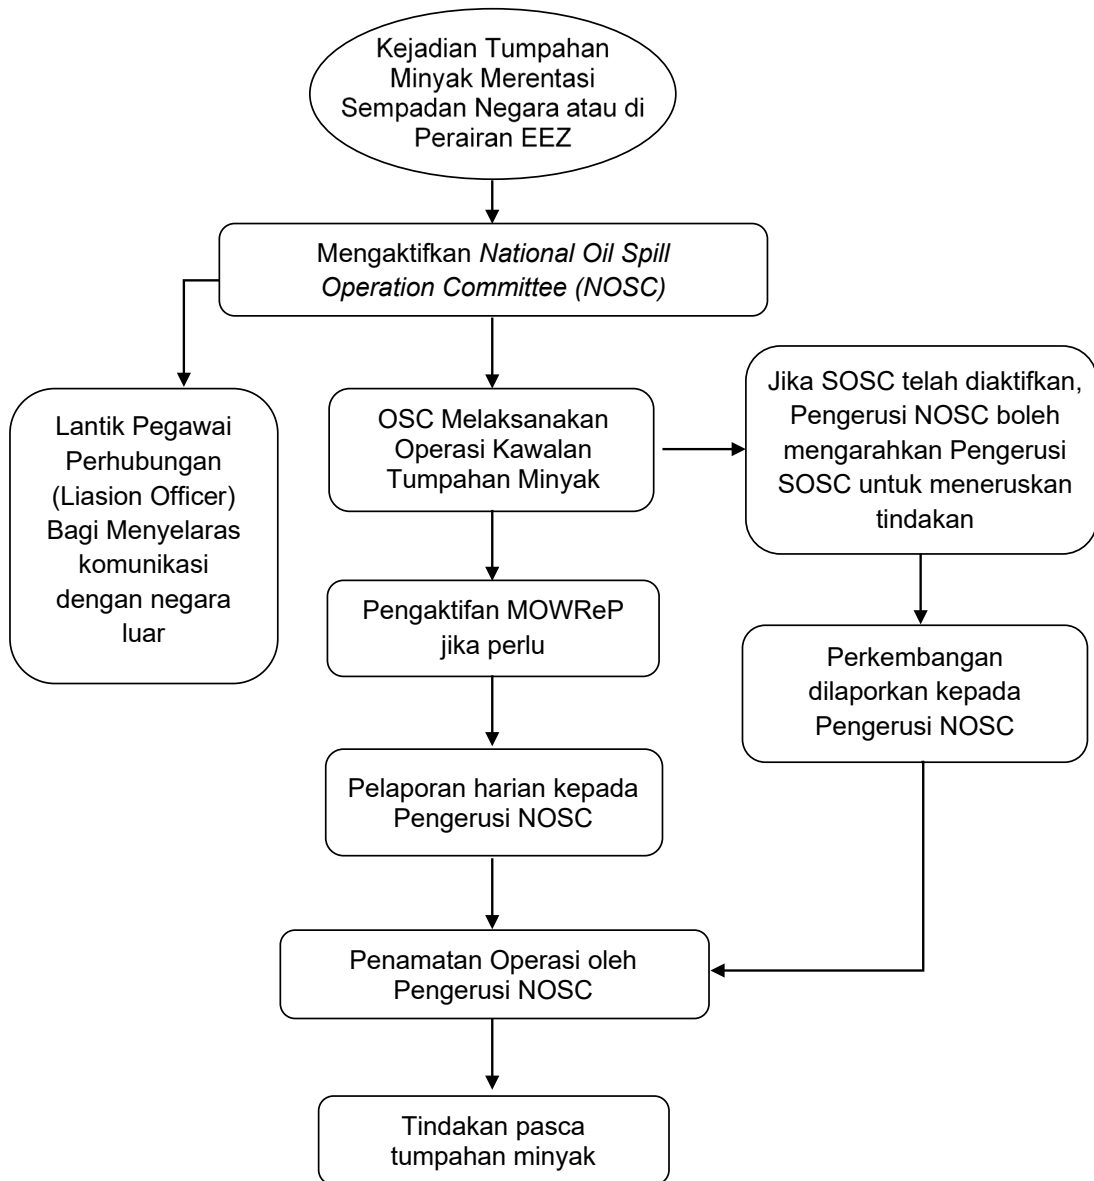 Kejadian Tumpahan
Minyak Merentasi
Sempadan Negara atau di
Perairan EEZ
Mengaktifkan National Oil Spill
Operation Committee (NOSC)
Lantik Pegawai
Perhubungan
(Liasion Officer)
Bagi Menyelaras
komunikasi
dengan negara
luar
OSC Melaksanakan
Operasi Kawalan
Tumpahan Minyak
Jika SOSC telah diaktifkan,
Pengerusi NOSC boleh
mengarahkan Pengerusi
SOSC untuk meneruskan
tindakan
Pengaktifan MOWReP
jika perlu
Perkembangan
dilaporkan kepada
Pengerusi NOSC
Pelaporan harian kepada
Pengerusi NOSC
Penamatan Operasi oleh
Pengerusi NOSC
Tindakan pasca
tumpahan minyak